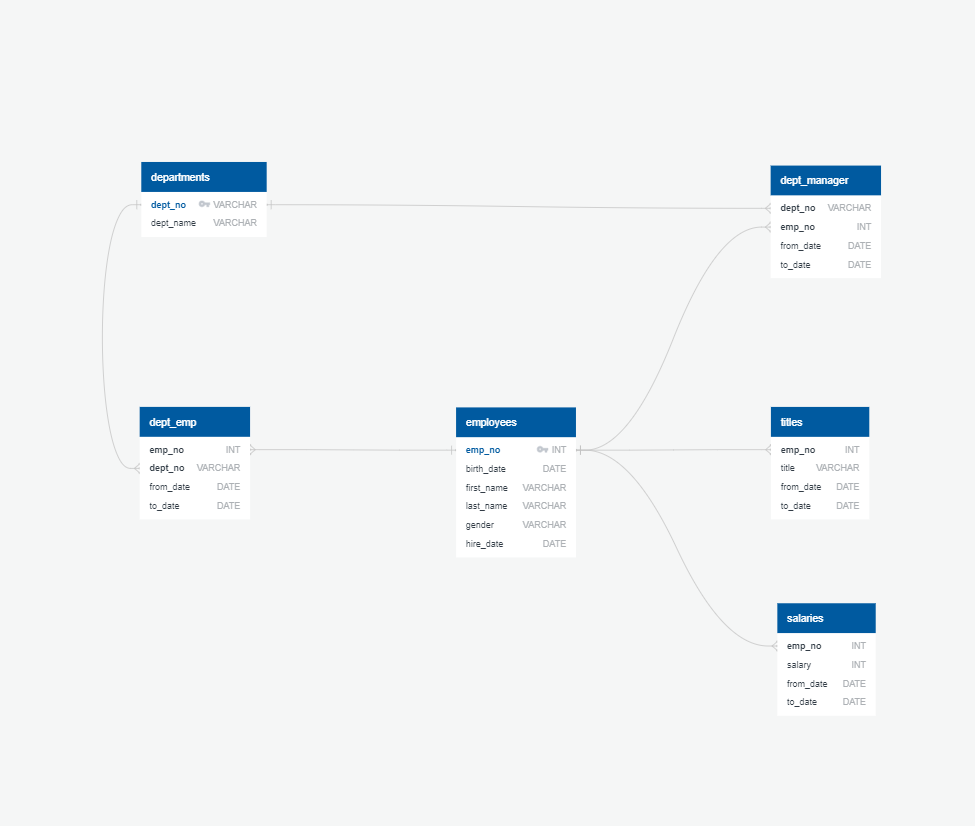 departments
dept_no VARCHAR
dept_name VARCHAR
dept_manager
dept_no VARCHAR
emp_no INT
from_date DATE
to_date DATE
dept_emp
emp_no INT
dept_no VARCHAR
from_date DATE
to_date DATE
employees
emp_no INT
birth_date DATE
first_name VARCHAR
last_name VARCHAR
gender VARCHAR
hire_date DATE
titles
emp_no INT
title VARCHAR
from_date DATE
to_date DATE
salaries
emp_no INT
salary INT
from_date DATE
to_date DATE